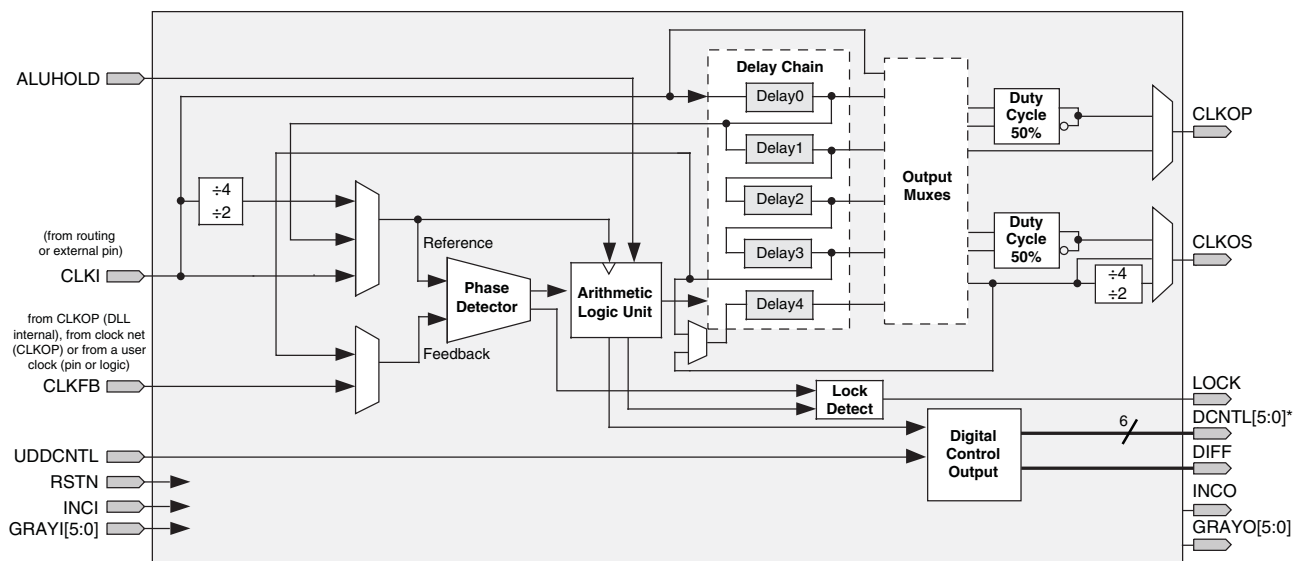 ALUHOLD
Delay Chain
Delay0
Delay1
Delay2
Delay3
Delay4
Output
Muxes
Duty
Cycle
50%
CLKOP
Duty
Cycle
50%
CLKOS
÷4
÷2
÷4
÷2
(from routing
or external pin)
CLKI
Reference
Phase
Detector
Arithmetic
Logic Unit
from CLKOP (DLL
internal), from clock net
(CLKOP) or from a user
clock (pin or logic)
CLKFB
Feedback
Lock
Detect
LOCK
Digital
Control
Output
6
DCNTL[5:0]*
DIFF
UDDCNTL
RSTN
INCI
GRAYI[5:0]
INCO
GRAYO[5:0]